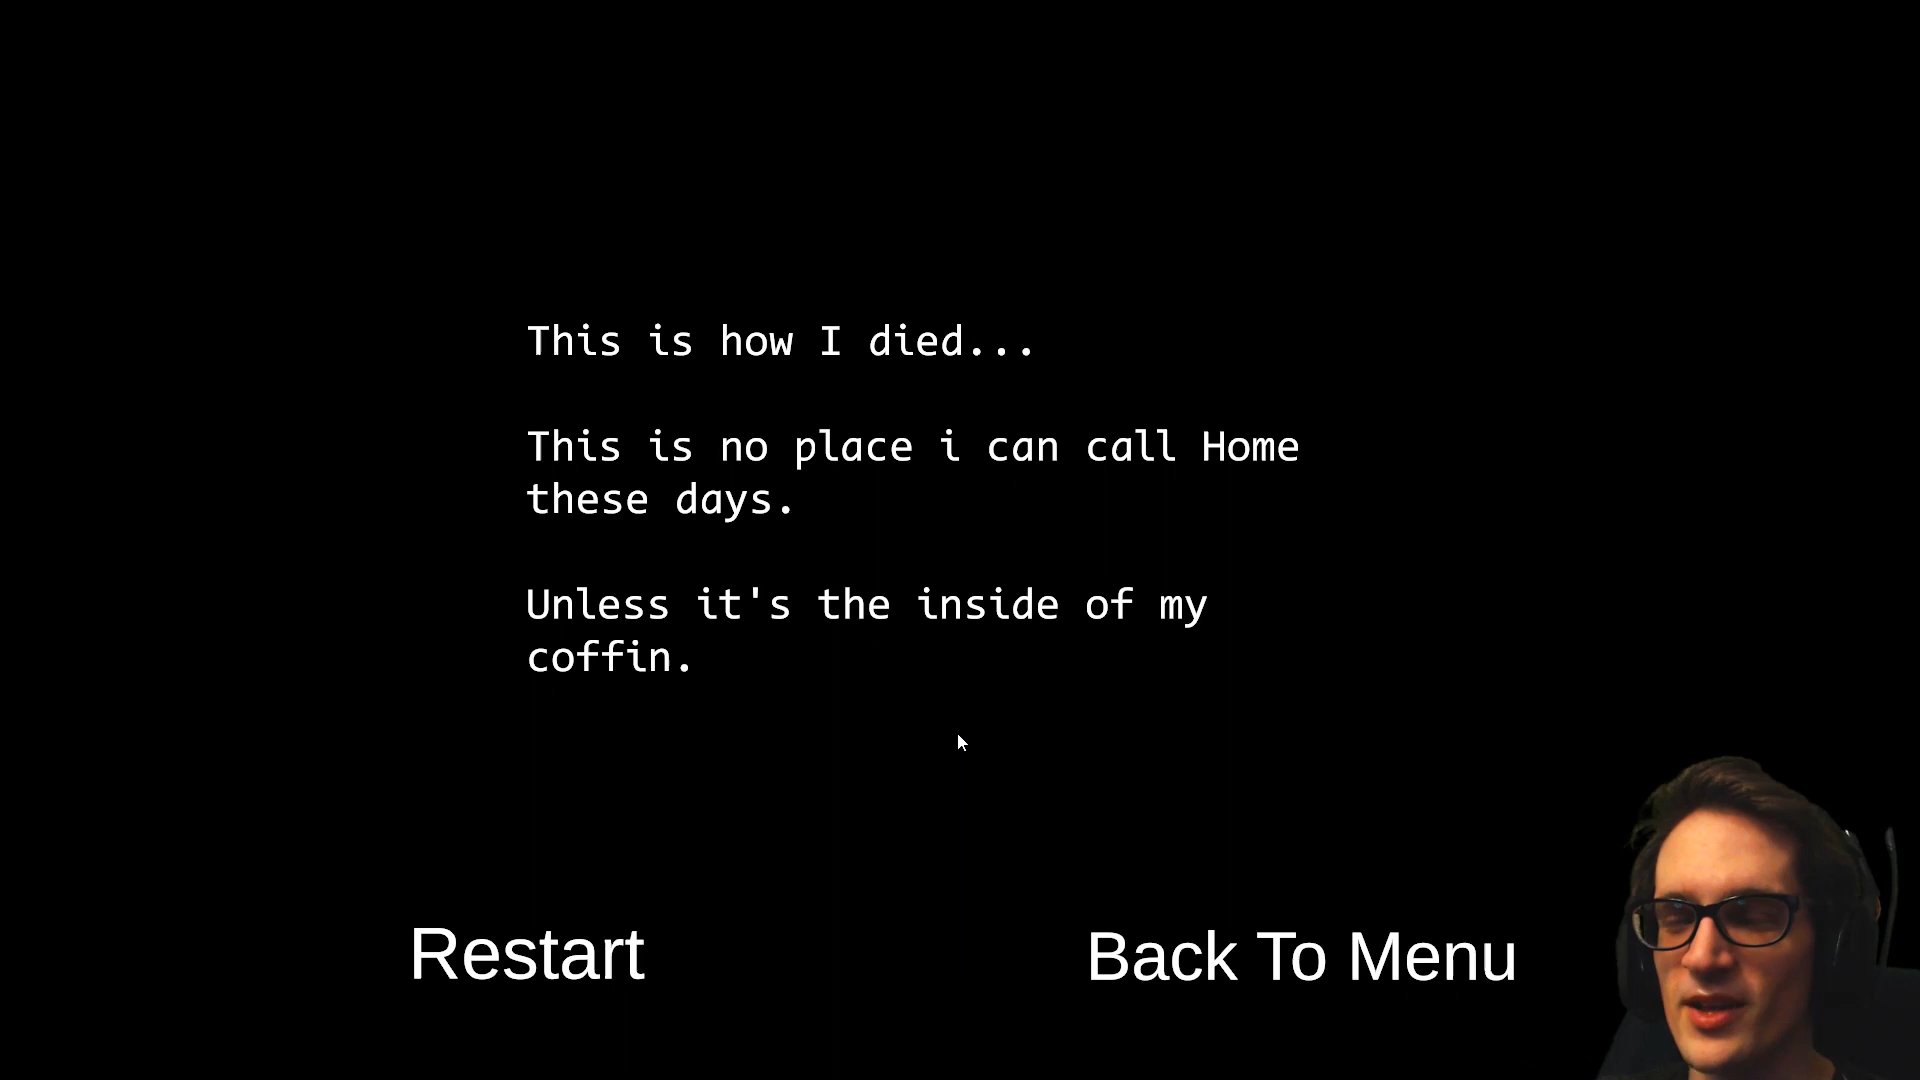 This is how I died...
This is no place i can call Home
these days.
Unless it's the inside of my
coffin.
Restart
Back To Menu